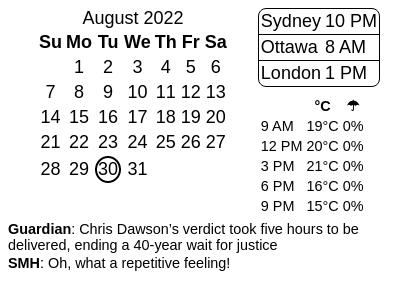 August 2022
Su Mo Tu We Th Fr Sa
1 2 3 4 5 6
7 8 9 10 11 12 13
14 15 16 17 18 19 20
21 22 23 24 25 26 27
28 29 30 31
Sydney 10 PM
Ottawa 8 AM
London 1 PM
°C ☂
9 AM 19°C 0%
12 PM 20°C 0%
3 PM 21°C 0%
6 PM 16°C 0%
9 PM 15°C 0%
Guardian: Chris Dawson’s verdict took five hours to be
delivered, ending a 40-year wait for justice
SMH: Oh, what a repetitive feeling!